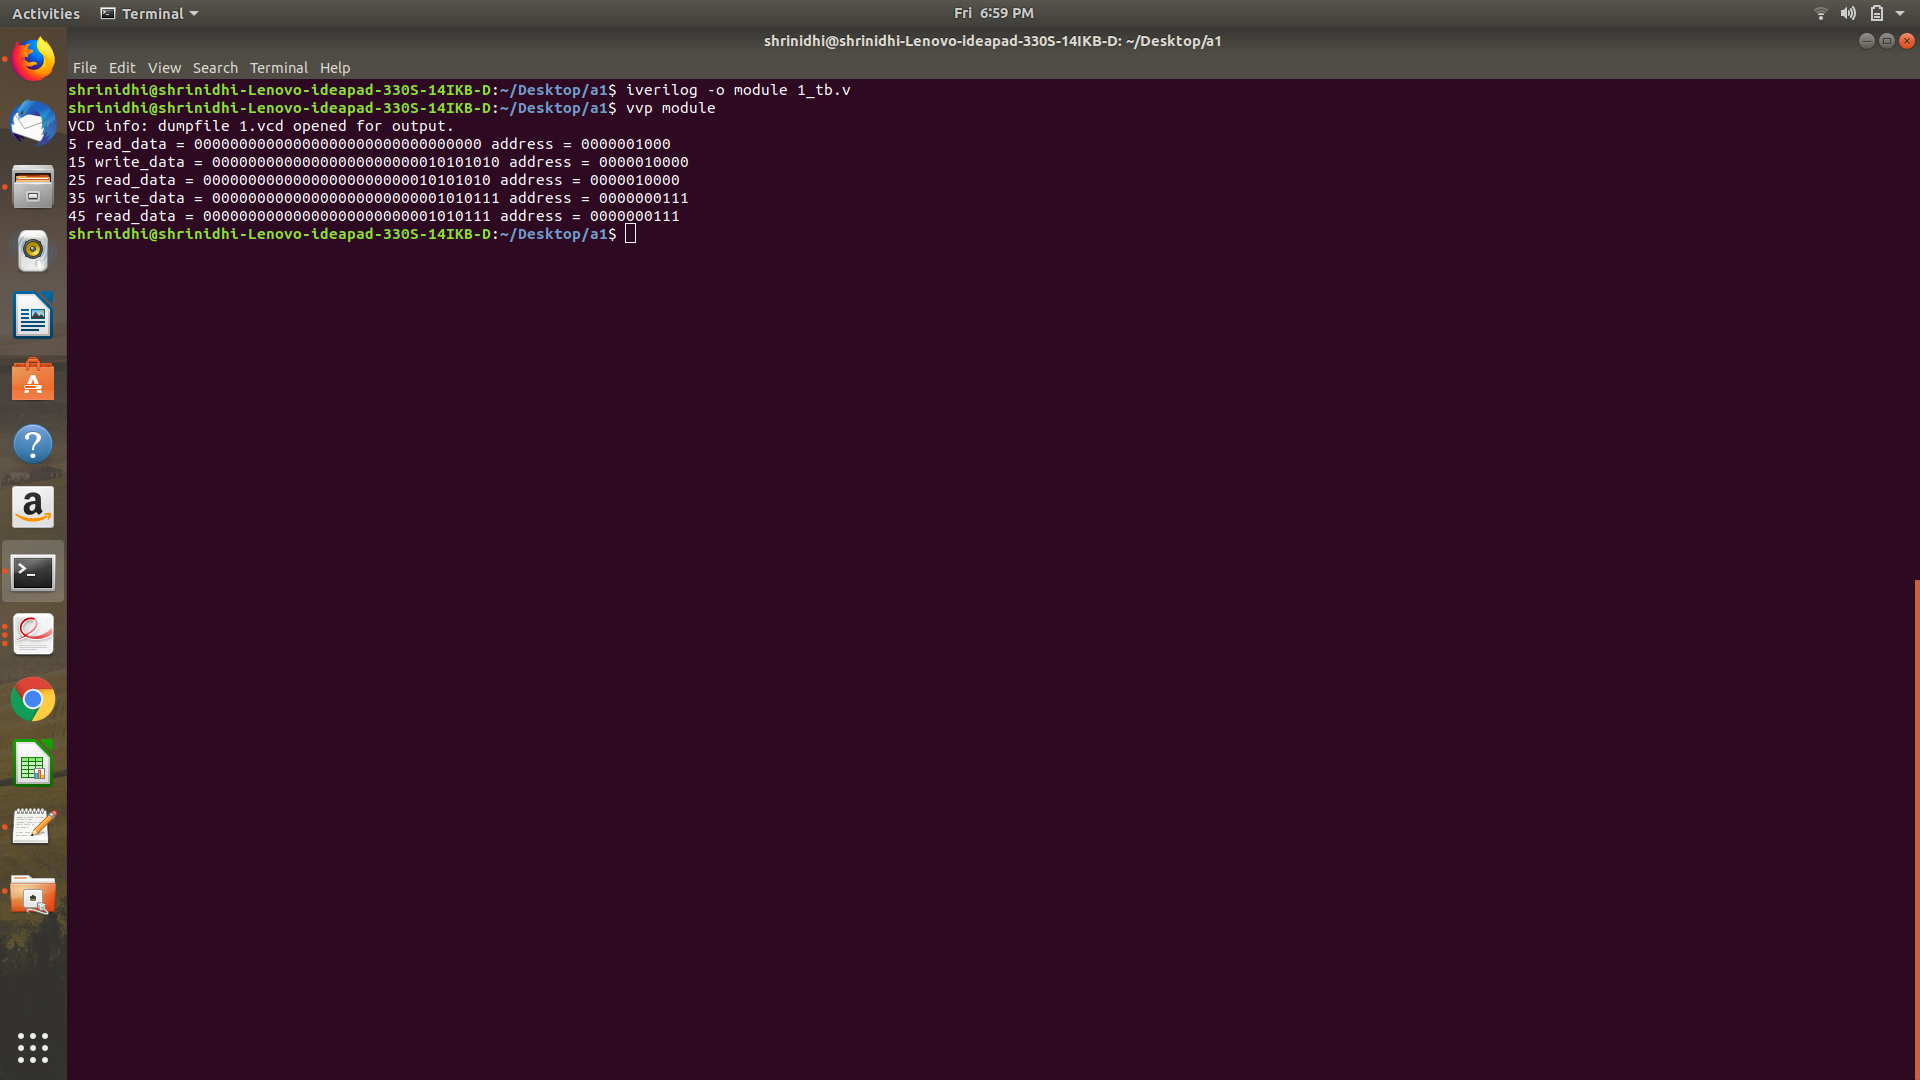 Activities Terminal Fri 6:59 PM
shrinidhi@shrinidhi-Lenovo-ideapad-330S-14IKB-D: ~/Desktop/a1
File Edit View Search Terminal Help
shrinidhi@shrinidhi-Lenovo-ideapad-330S-14IKB-D:~/Desktop/a1$ iverilog -o module 1_tb.v
shrinidhi@shrinidhi-Lenovo-ideapad-330S-14IKB-D:~/Desktop/a1$ vvp module
VCD info: dumpfile 1.vcd opened for output.
5 read_data = 00000000000000000000000000000000 address = 0000001000
15 write_data = 00000000000000000000000010101010 address = 0000010000
25 read_data = 00000000000000000000000010101010 address = 0000010000
35 write_data = 00000000000000000000000001010111 address = 0000000111
45 read_data = 00000000000000000000000001010111 address = 0000000111
shrinidhi@shrinidhi-Lenovo-ideapad-330S-14IKB-D:~/Desktop/a1$